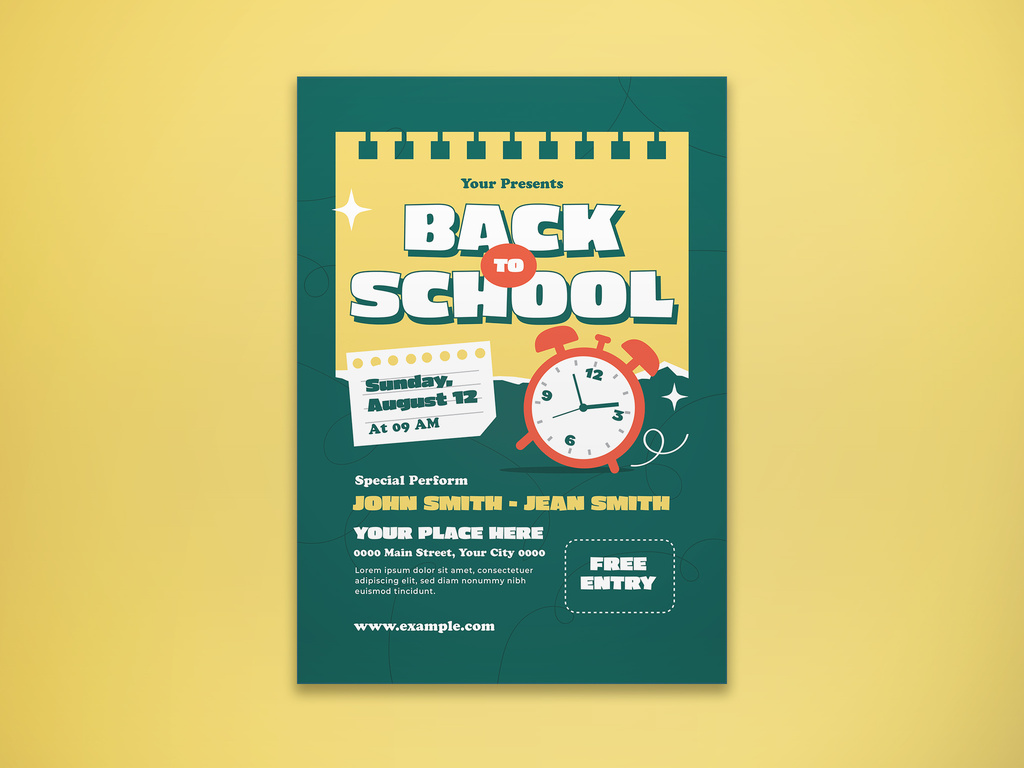 Your Presents
BACK
TO
SCHOOL
Sunday,
August 12
At 09 AM
12
9
3
6
Special Perform
JOHN SMITH - JEAN SMITH
YOUR PLACE HERE
0000 Main Street, Your City 0000
Lorem ipsum dolor sit amet, consectetuer
adipiscing elit, sed diam nonummy nibh
euismod tincidunt.
FREE
ENTRY
www.example.com